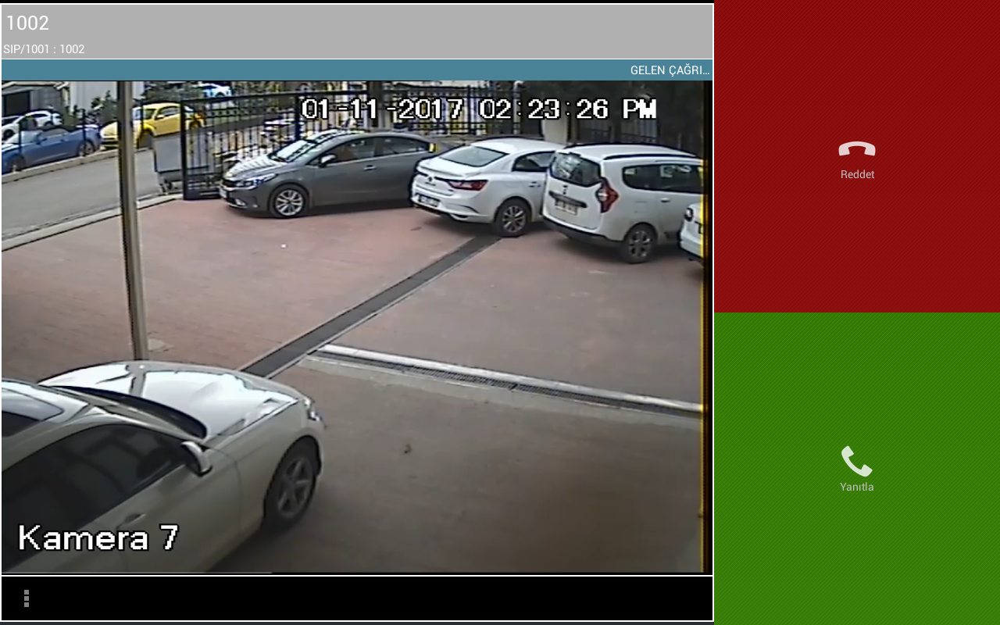 1002
SIP/1001 : 1002
GELEN ÇAĞRI…
01-11-2017 02:23:26 PM
Reddet
Yanıtla
Kamera 7